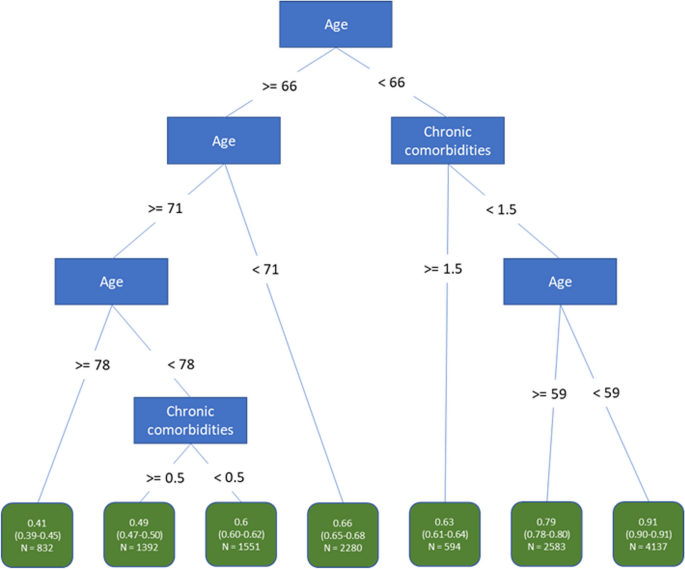 Age
>= 66
< 66
Age
Chronic
comorbidities
>= 71
< 1.5
< 71
>= 1.5
Age
Age
>= 78
< 78
>= 59
< 59
Chronic
comorbidities
>= 0.5
< 0.5
0.41
(0.39-0.45)
N = 832
0.49
(0.47-0.50)
N = 1392
0.6
(0.60-0.62)
N = 1551
0.66
(0.65-0.68
N = 2280
0.63
(0.61-0.64)
N = 594
0.79
(0.78-0.80)
N = 2583
0.91
(0.90-0.91)
N = 4137